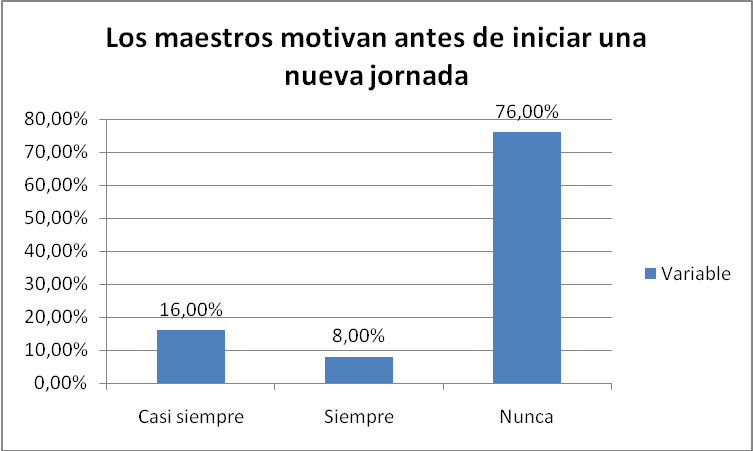 Los maestros motivan antes de iniciar una
nueva jornada
80,00%
70,00%
60,00%
50,00%
40,00%
30,00%
20,00%
10,00%
0,00%
16,00%
8,00%
76,00%
Casi siempre
Siempre
Nunca
Variable